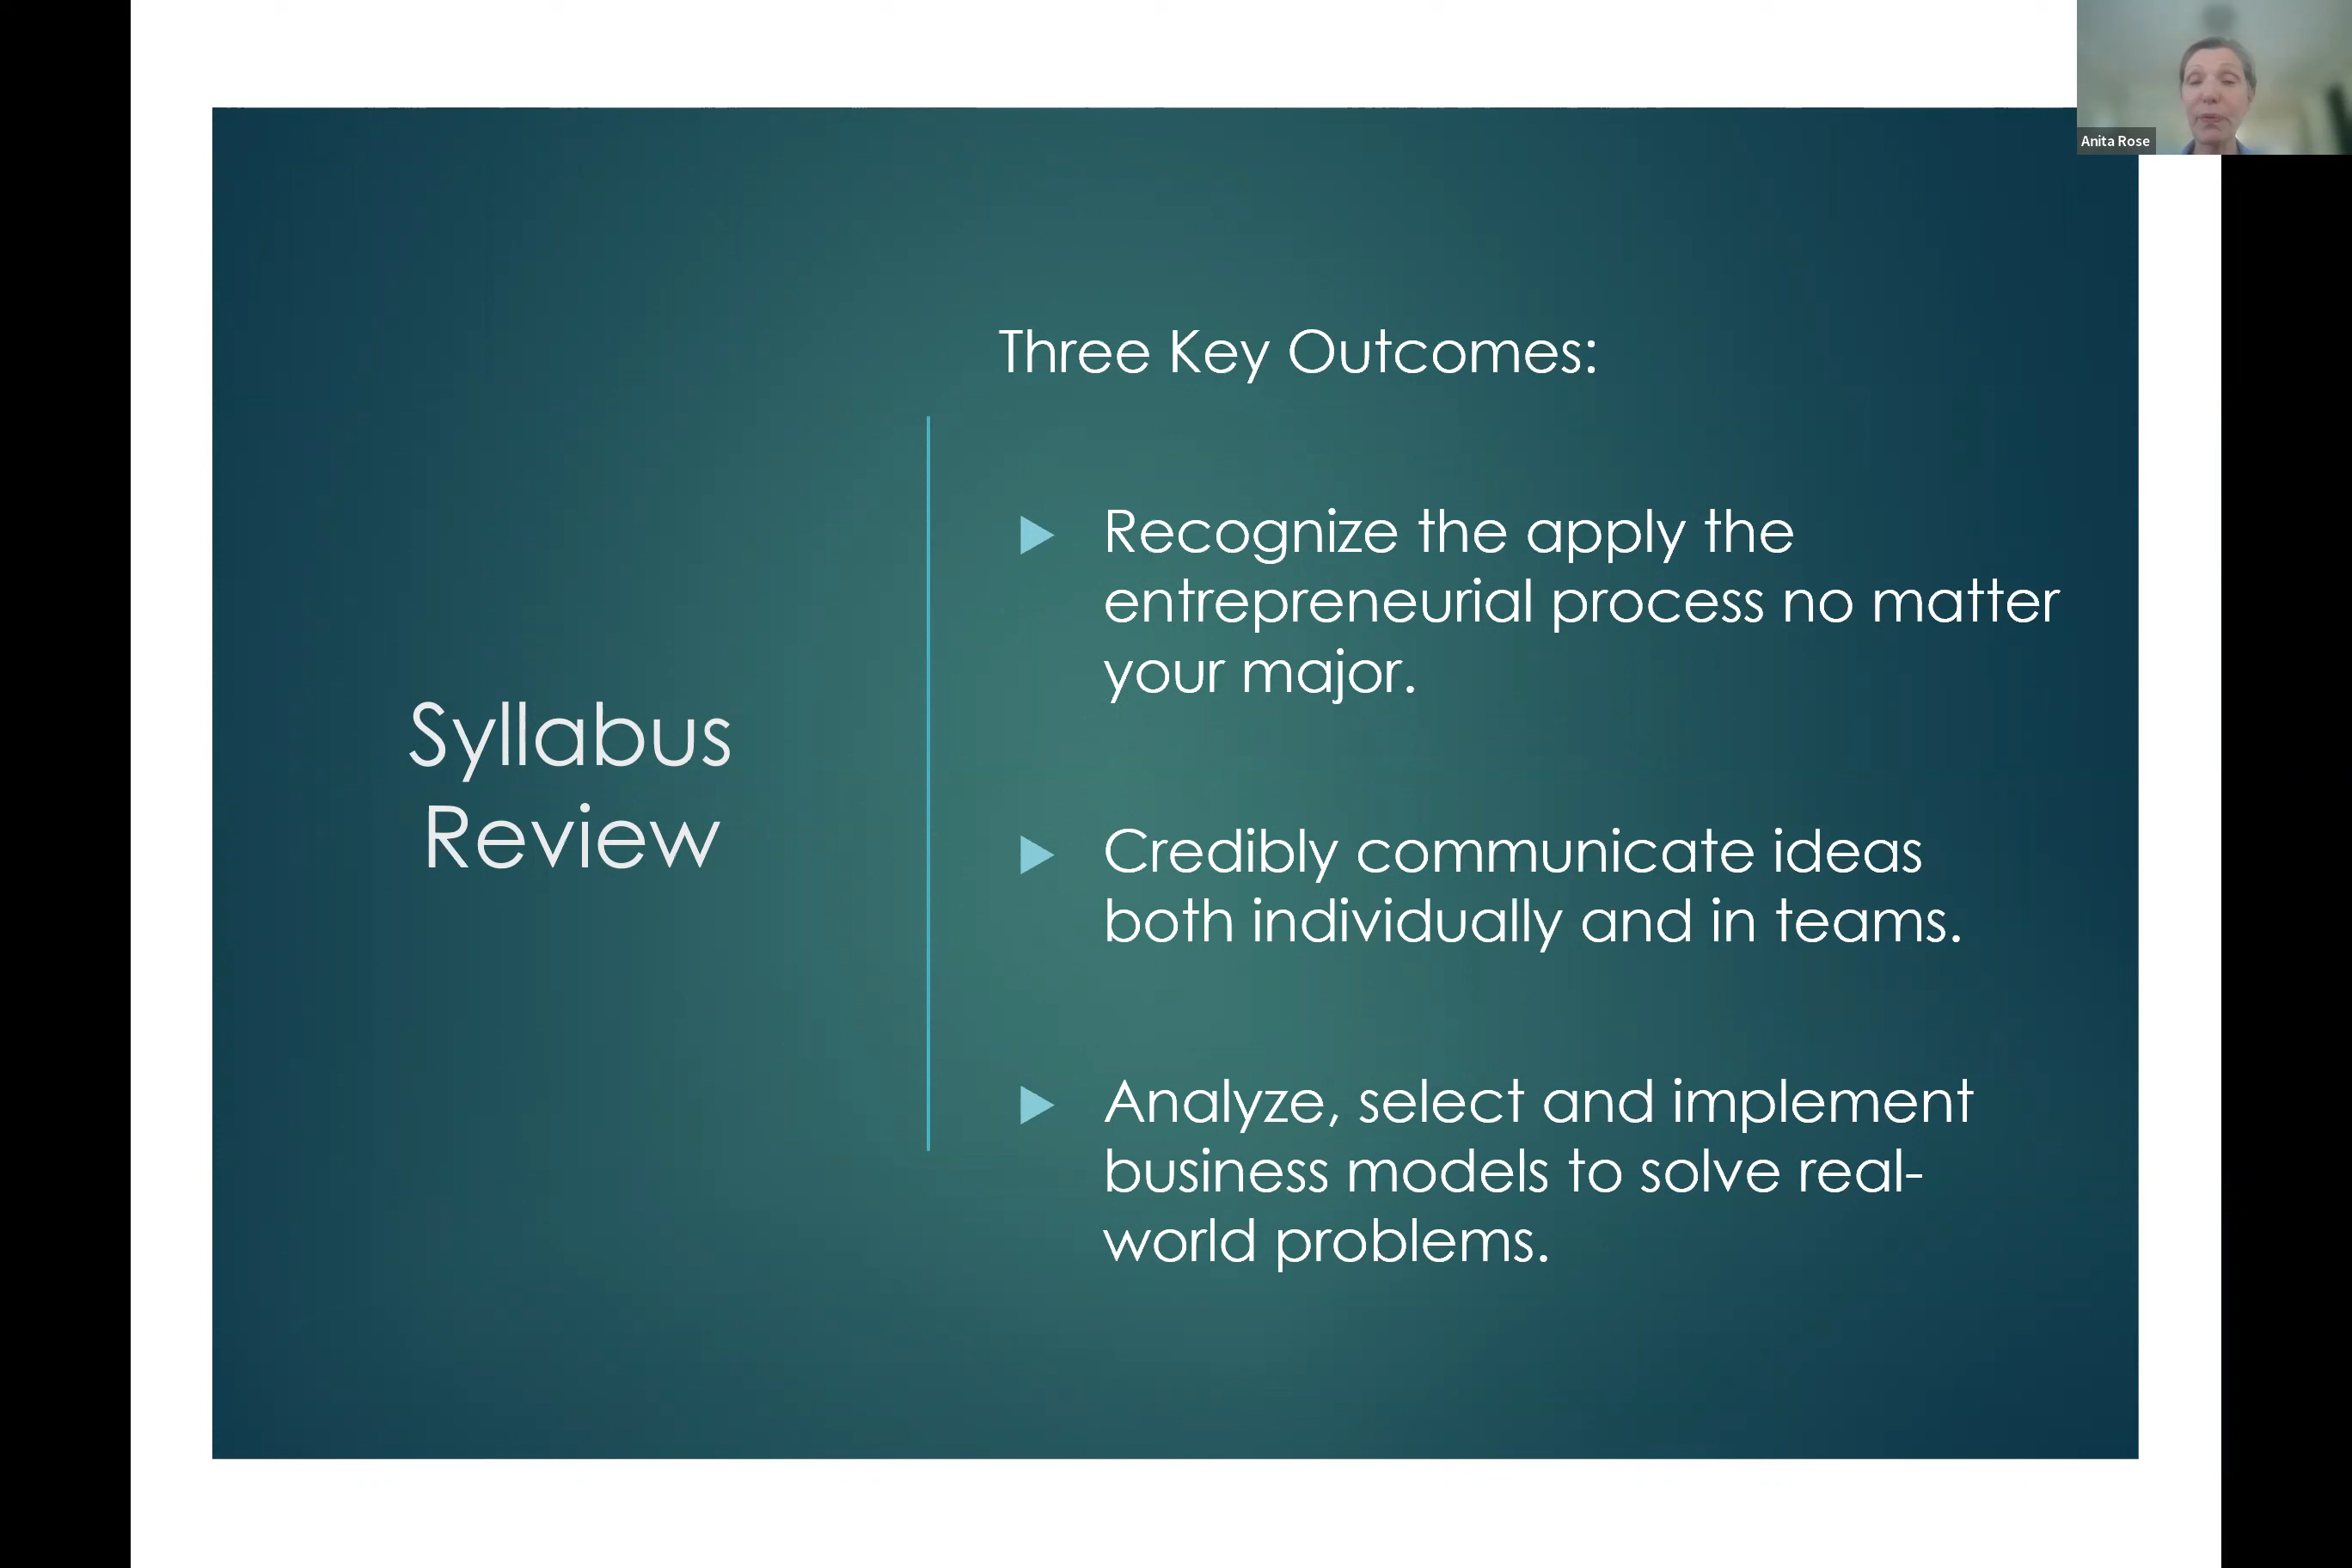 Anita Rose
Syllabus
Review
Three Key Outcomes:
Recognize the apply the
entrepreneurial process no matter
your major.
Credibly communicate ideas
both individually and in teams.
Analyze, select and implement
business models to solve real-
world problems.